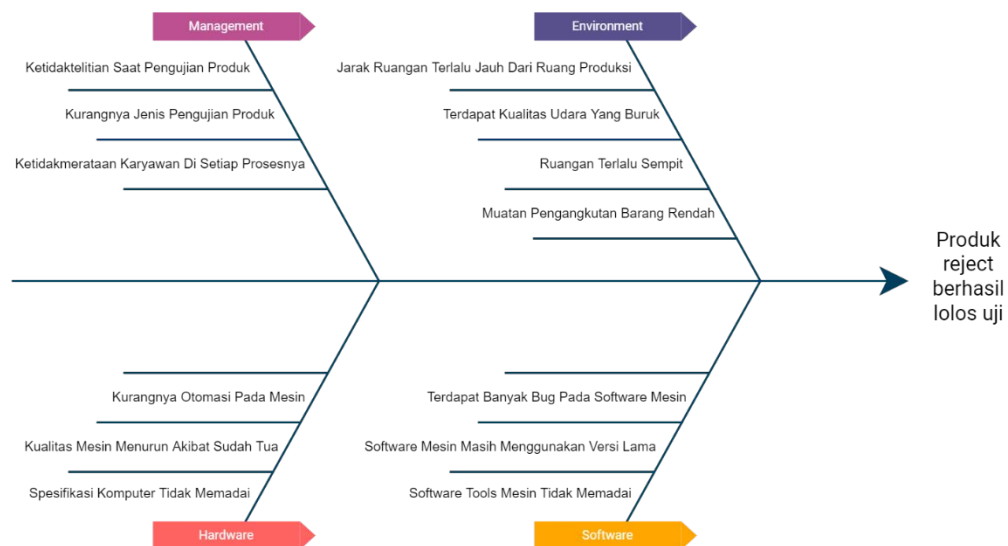 Management
Ketidaktelitian Saat Pengujian Produk
Kurangnya Jenis Pengujian Produk
Ketidakmerataan Karyawan Di Setiap Prosesnya
Environment
Jarak Ruangan Terlalu Jauh Dari Ruang Produksi
Terdapat Kualitas Udara Yang Buruk
Ruangan Terlalu Sempit
Muatan Pengangkutan Barang Rendah
Produk
reject
berhasil
lolos uji
Kurangnya Otomasi Pada Mesin
Kualitas Mesin Menurun Akibat Sudah Tua
Spesifikasi Komputer Tidak Memadai
Hardware
Terdapat Banyak Bug Pada Software Mesin
Software Mesin Masih Menggunakan Versi Lama
Software Tools Mesin Tidak Memadai
Software